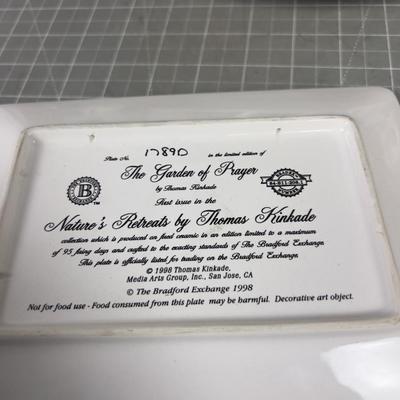 Plate No. 1789D in the limited edition of
The Garden of Prayer
by Thomas Kinkade
first issue in the
Nature's Retreats by Thomas Kinkade
collection which is produced on fixed ceramic in an edition limited to a maximum
of 95 firing days and crafted to the exacting standards of The Bradford Exchange.
This plate is officially listed for trading on the Bradford Exchange.
© 1998 Thomas Kinkade,
Media Arts Group, Inc., San Jose, CA
© The Bradford Exchange 1998
Not for food use - Food consumed from this plate may be harmful. Decorative art object.
B
TM